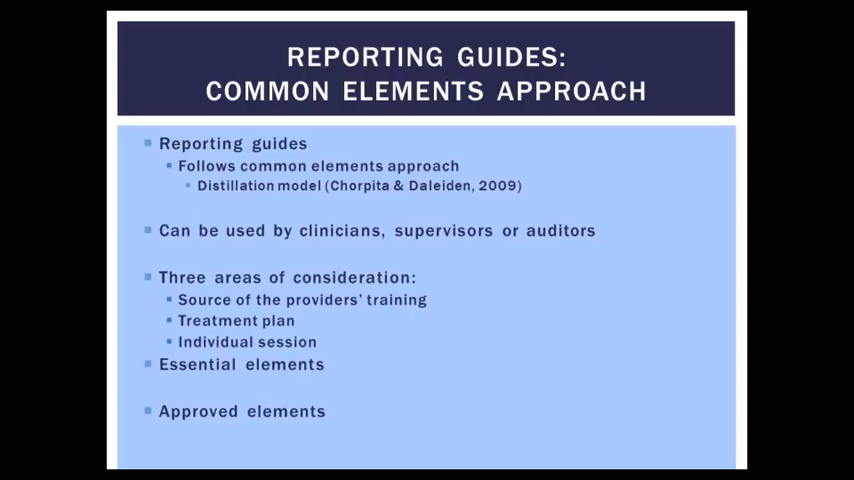 REPORTING GUIDES:
COMMON ELEMENTS APPROACH
Reporting guides
Follows common elements approach
Distillation model (Chorpita & Daleiden, 2009)
Can be used by clinicians, supervisors or auditors
Three areas of consideration:
Source of the providers' training
Treatment plan
Individual session
Essential elements
Approved elements